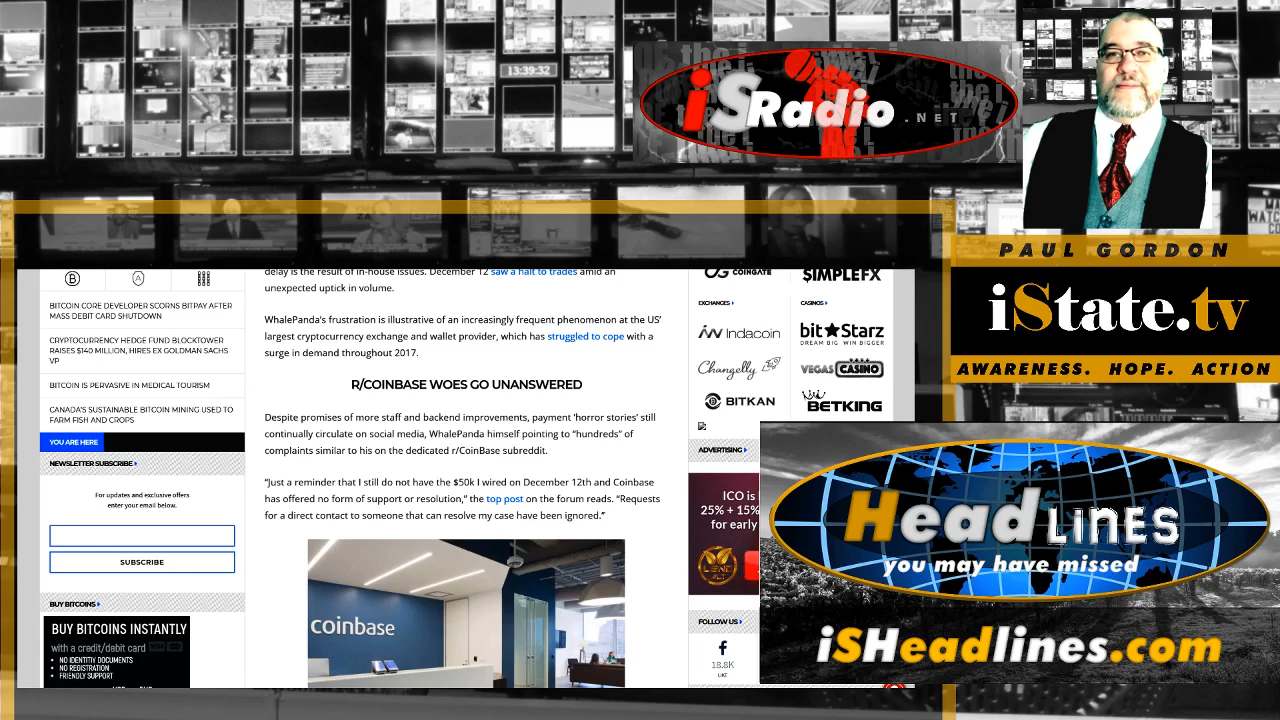 13:39:32
iSRadio
.NET
PAUL GORDON
iState.tv
AWARENESS. HOPE. ACTION
delay is the result of in-house issues. December 12 saw a halt to trades amid an
unexpected uptick in volume.
WhalePanda’s frustration is illustrative of an increasingly frequent phenomenon at the US’
largest cryptocurrency exchange and wallet provider, which has struggled to cope with a
surge in demand throughout 2017.
R/COINBASE WOES GO UNANSWERED
Despite promises of more staff and backend improvements, payment ‘horror stories’ still
continually circulate on social media, WhalePanda himself pointing to “hundreds” of
complaints similar to his on the dedicated r/CoinBase subreddit.
“Just a reminder that I still do not have the $50k I wired on December 12th and Coinbase
has offered no form of support or resolution,” the top post on the forum reads. “Requests
for a direct contact to someone that can resolve my case have been ignored.”
coinbase
BITCOIN CORE DEVELOPER SCORNS BITPAY AFTER
MASS DEBIT CARD SHUTDOWN
CRYPTOCURRENCY HEDGE FUND BLOCKTOWER
RAISES $140 MILLION, HIRES EX GOLDMAN SACHS
VP
BITCOIN IS PERVASIVE IN MEDICAL TOURISM
CANADA'S SUSTAINABLE BITCOIN MINING USED TO
FARM FISH AND CROPS
YOU ARE HERE
NEWSLETTER SUBSCRIBE
For updates and exclusive offers
enter your email below.
SUBSCRIBE
BUY BITCOINS
BUY BITCOINS INSTANTLY
with a credit/debit card
• NO IDENTITIY DOCUMENTS
• NO REGISTRATION
• FRIENDLY SUPPORT
COINGATE
SIMPLEFX
EXCHANGES
CASINOS
Indacoin
bit★Starz
DREAM BIG. WIN BIGGER
Changelly
VEGAS CASINO
BITKAN
BETKING
ADVERTISING
ICO is
25% + 15%
for early
FOLLOW US
18.8K
LIKE
HeadLINES
you may have missed
iSHeadlines.com